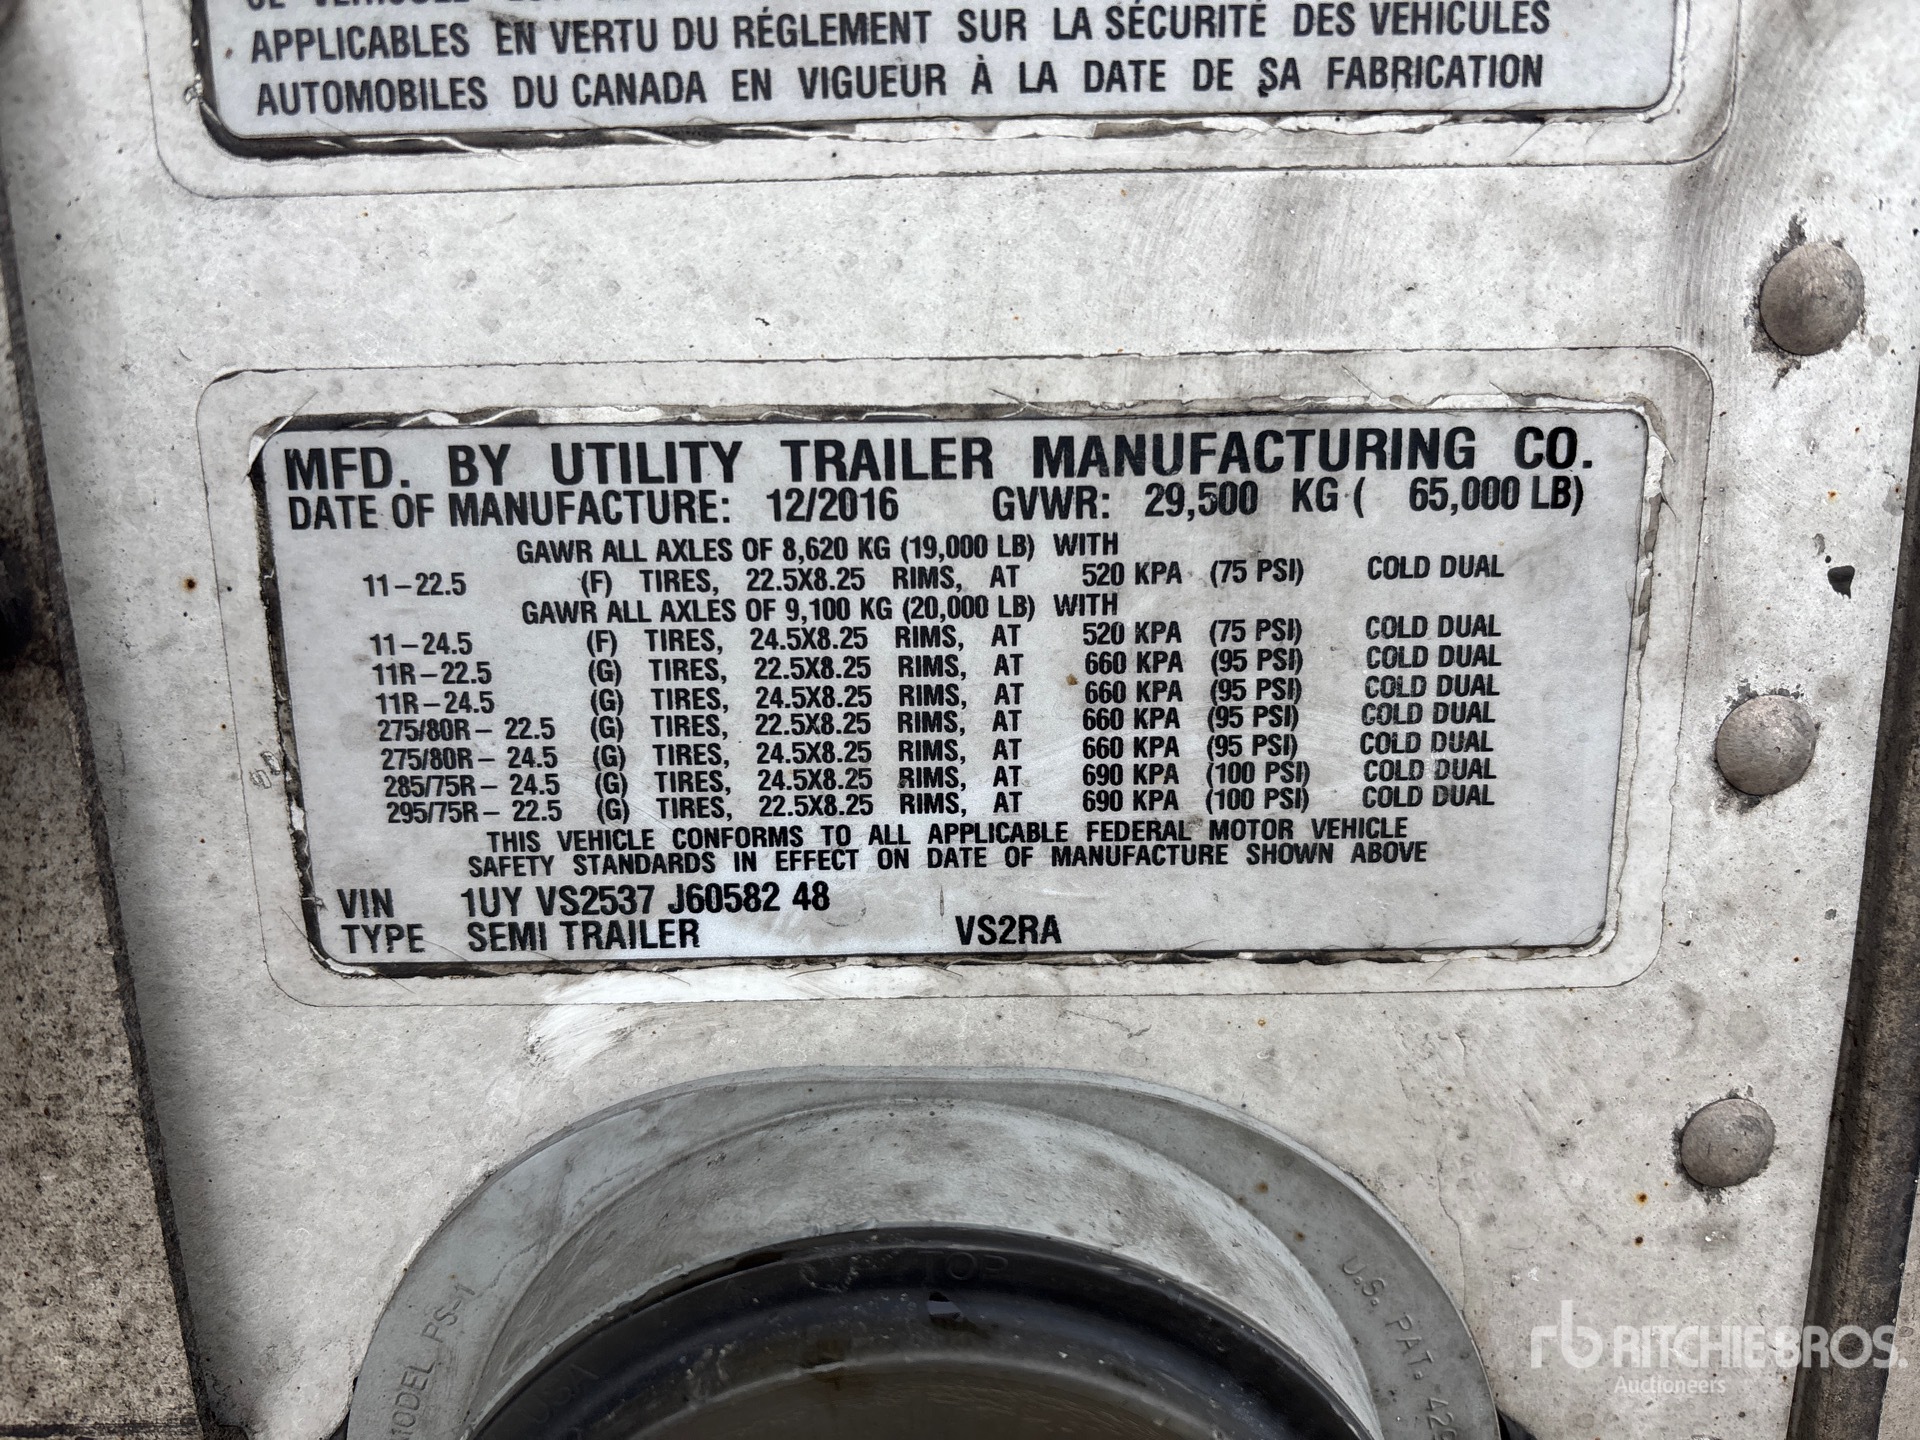 APPLICABLES EN VERTU DU RÉGLEMENT SUR LA SÉCURITÉ DES VEHICULES
AUTOMOBILES DU CANADA EN VIGUEUR À LA DATE DE SA FABRICATION
MFD. BY UTILITY TRAILER MANUFACTURING CO.
DATE OF MANUFACTURE: 12/2016 GVWR: 29,500 KG ( 65,000 LB)
GAWR ALL AXLES OF 8,620 KG (19,000 LB) WITH
11-22.5 (F) TIRES, 22.5X8.25 RIMS, AT 520 KPA (75 PSI) COLD DUAL
GAWR ALL AXLES OF 9,100 KG (20,000 LB) WITH
11-24.5 (F) TIRES, 24.5X8.25 RIMS, AT 520 KPA (75 PSI) COLD DUAL
11R-22.5 (G) TIRES, 22.5X8.25 RIMS, AT 660 KPA (95 PSI) COLD DUAL
11R-24.5 (G) TIRES, 24.5X8.25 RIMS, AT 660 KPA (95 PSI) COLD DUAL
275/80R- 22.5 (G) TIRES, 22.5X8.25 RIMS, AT 660 KPA (95 PSI) COLD DUAL
275/80R- 24.5 (G) TIRES, 24.5X8.25 RIMS, AT 660 KPA (95 PSI) COLD DUAL
285/75R- 24.5 (G) TIRES, 24.5X8.25 RIMS, AT 690 KPA (100 PSI) COLD DUAL
295/75R- 22.5 (G) TIRES, 22.5X8.25 RIMS, AT 690 KPA (100 PSI) COLD DUAL
THIS VEHICLE CONFORMS TO ALL APPLICABLE FEDERAL MOTOR VEHICLE
SAFETY STANDARDS IN EFFECT ON DATE OF MANUFACTURE SHOWN ABOVE
VIN 1UY VS2537 J60582 48
TYPE SEMI TRAILER VS2RA
TOP
MODEL PS-1
USA
U.S. PAT. 429
rb RITCHIE BROS.
Auctioneers